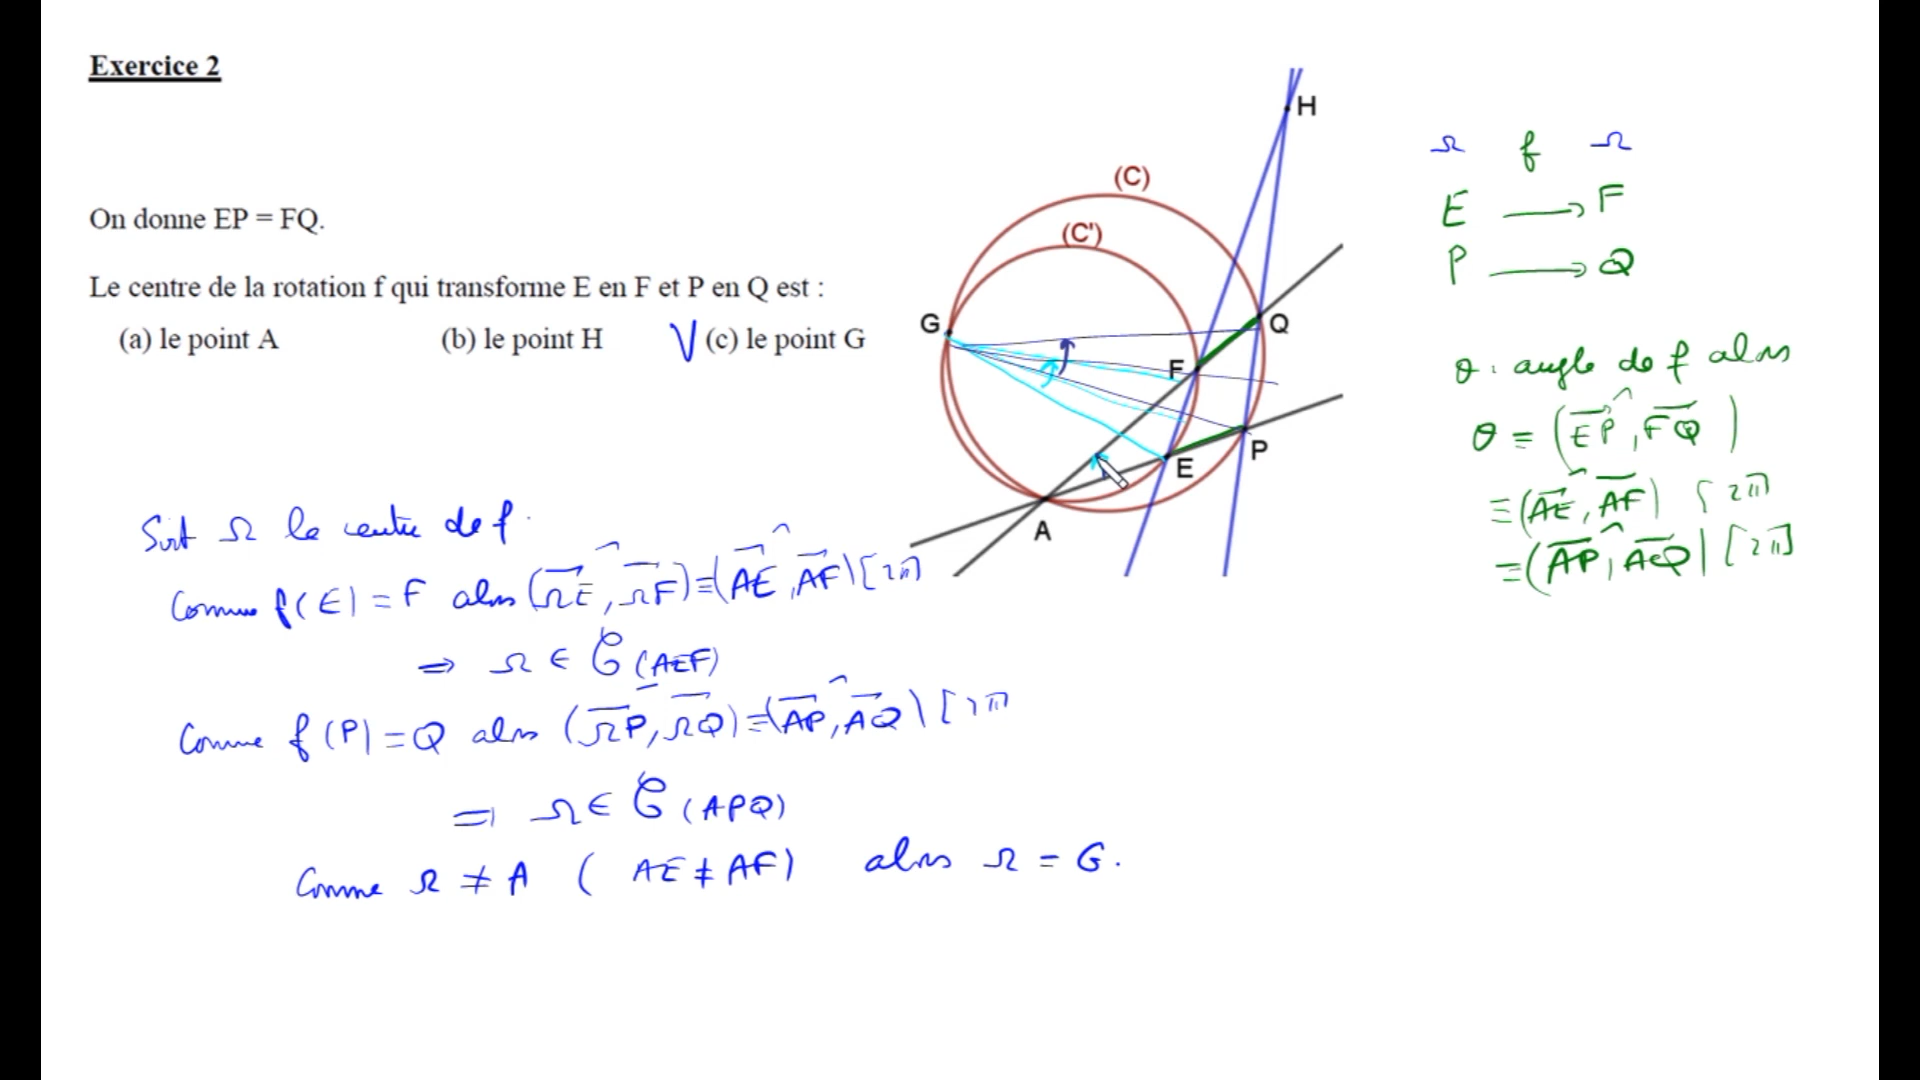 Exercice 2
On donne EP = FQ.
Le centre de la rotation f qui transforme E en F et P en Q est :
(a) le point A (b) le point H V (c) le point G
(C)
(C')
H
G
Q
F
E
P
A
Ω f Ω
E → F
P → Q
θ : angle de f alors
θ ≡ (EP, FQ)
≡ (AE, AF) [2π
≡ (AP, AQ) [2π]
Soit Ω le centre de f.
Comme f(E) = F alors (ΩE, ΩF) ≡ (AE, AF) [2π]
⇒ Ω ∈ C(AEF)
Comme f(P) = Q alors (ΩP, ΩQ) ≡ (AP, AQ) [2π
⇒ Ω ∈ C(APQ)
Comme Ω ≠ A ( AE ≠ AF) alors Ω = G.